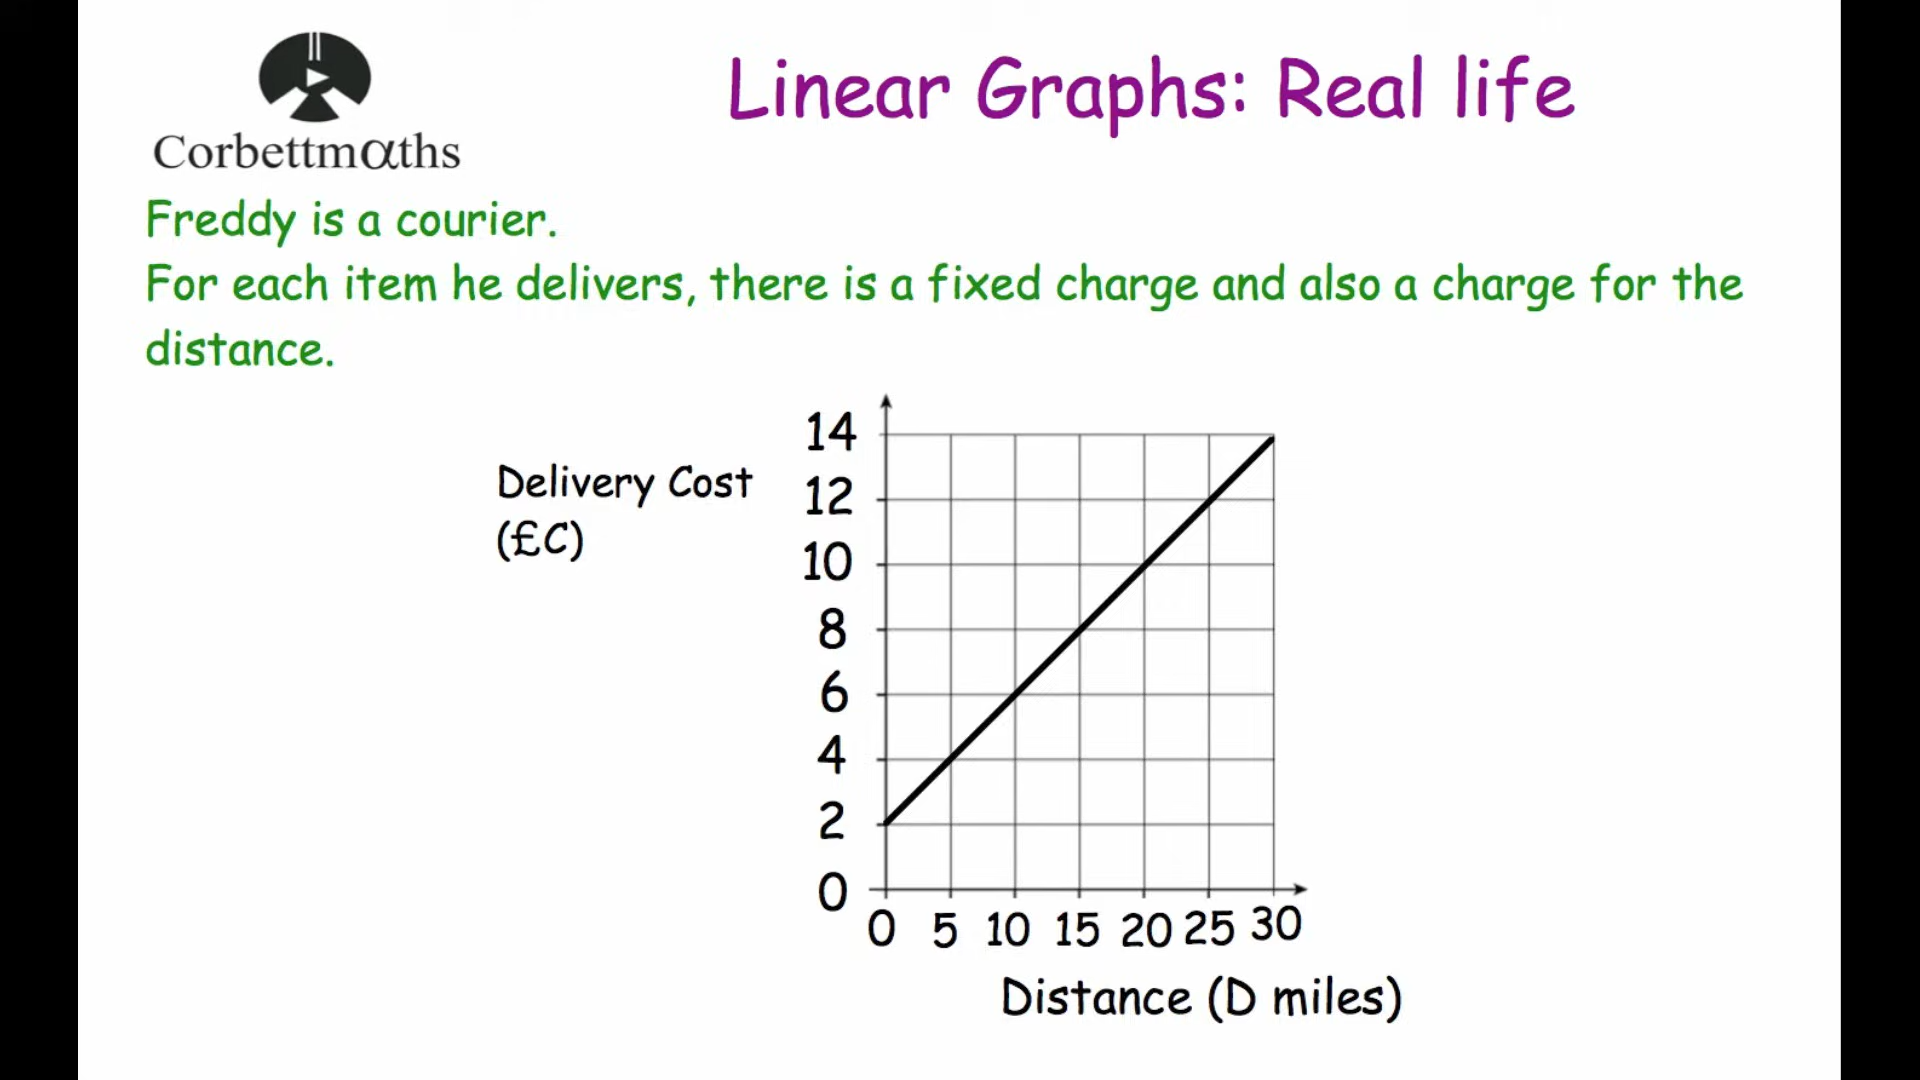 Linear Graphs: Real life
Corbettmαths
Freddy is a courier.
For each item he delivers, there is a fixed charge and also a charge for the
distance.
Delivery Cost
(£C)
14
12
10
8
6
4
2
0
0 5 10 15 20 25 30
Distance (D miles)